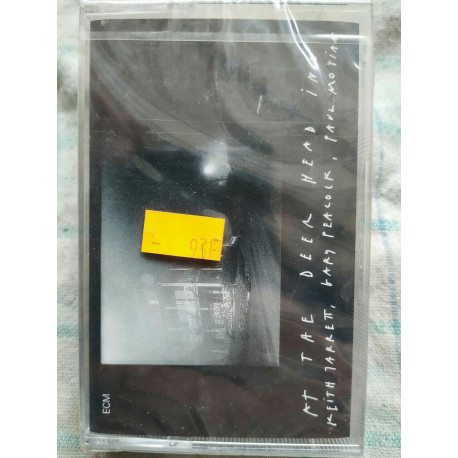 AT THE DEER HEAD INN
KEITH JARRETT, GARY PEACOCK, PAUL MOTIAN
ECM